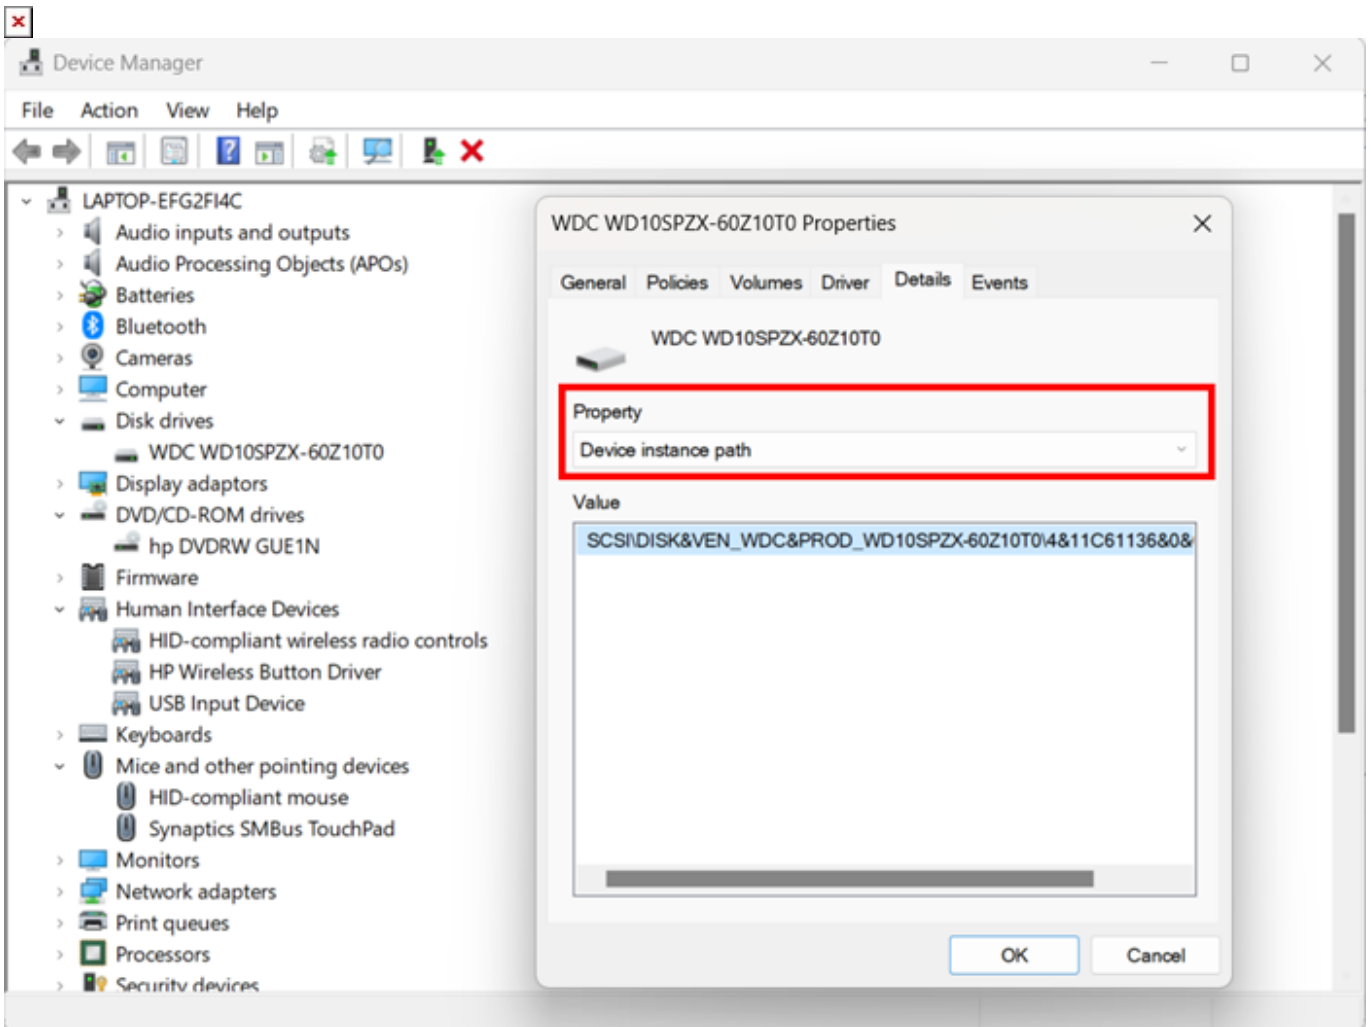 Device Manager
File Action View Help
LAPTOP-EFG2FI4C
Audio inputs and outputs
Audio Processing Objects (APOs)
Batteries
Bluetooth
Cameras
Computer
Disk drives
WDC WD10SPZX-60Z10T0
Display adaptors
DVD/CD-ROM drives
hp DVDRW GUE1N
Firmware
Human Interface Devices
HID-compliant wireless radio controls
HP Wireless Button Driver
USB Input Device
Keyboards
Mice and other pointing devices
HID-compliant mouse
Synaptics SMBus TouchPad
Monitors
Network adapters
Print queues
Processors
Security devices
WDC WD10SPZX-60Z10T0 Properties
General Policies Volumes Driver Details Events
WDC WD10SPZX-60Z10T0
Property
Device instance path
Value
SCSI\DISK&VEN_WDC&PROD_WD10SPZX-60Z10T0\4&11C61136&0&
OK Cancel